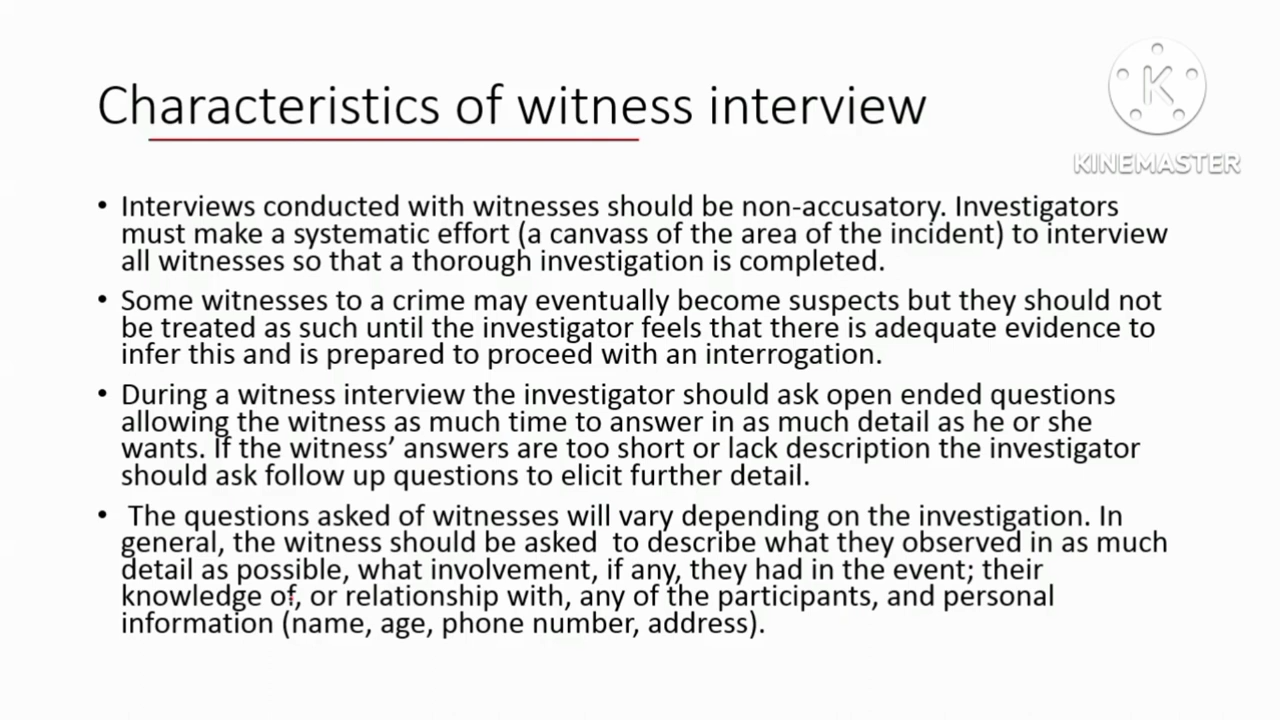 Characteristics of witness interview
K
KINEMASTER
• Interviews conducted with witnesses should be non-accusatory. Investigators
must make a systematic effort (a canvass of the area of the incident) to interview
all witnesses so that a thorough investigation is completed.
• Some witnesses to a crime may eventually become suspects but they should not
be treated as such until the investigator feels that there is adequate evidence to
infer this and is prepared to proceed with an interrogation.
• During a witness interview the investigator should ask open ended questions
allowing the witness as much time to answer in as much detail as he or she
wants. If the witness’ answers are too short or lack description the investigator
should ask follow up questions to elicit further detail.
• The questions asked of witnesses will vary depending on the investigation. In
general, the witness should be asked to describe what they observed in as much
detail as possible, what involvement, if any, they had in the event; their
knowledge of, or relationship with, any of the participants, and personal
information (name, age, phone number, address).